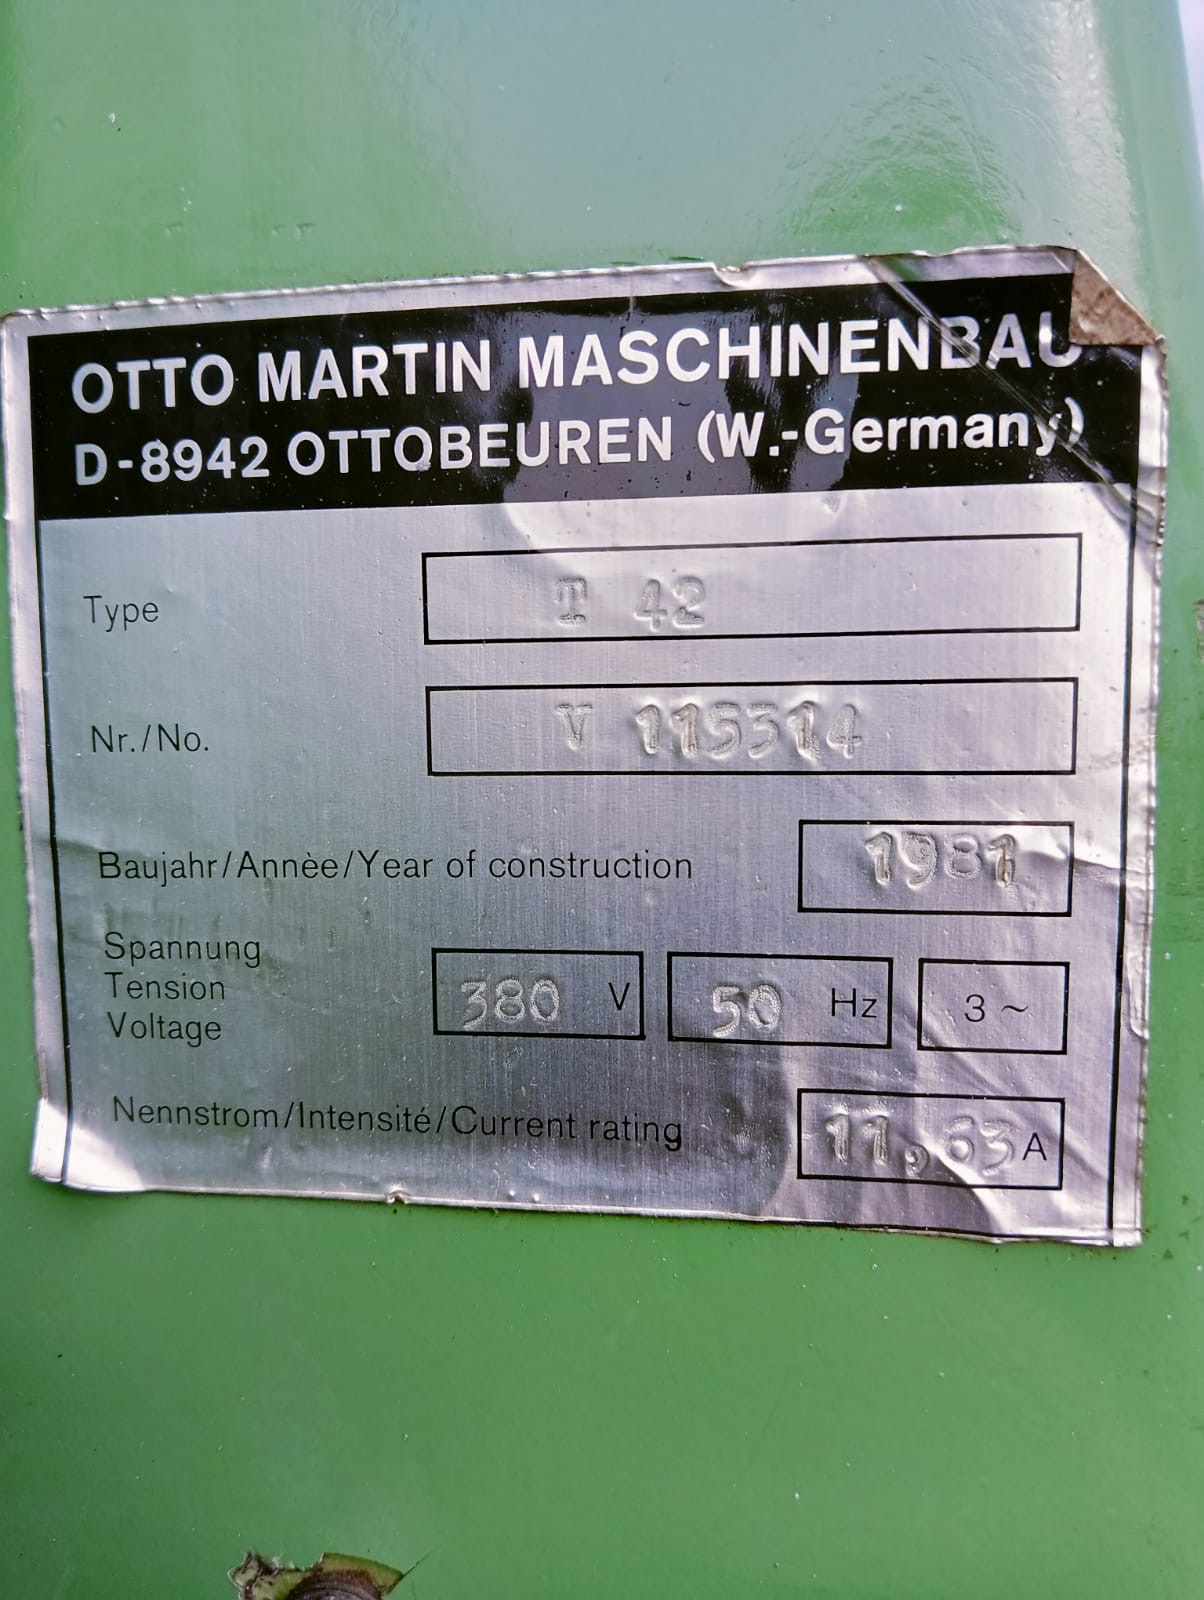 OTTO MARTIN MASCHINENBAU
D-8942 OTTOBEUREN (W.-Germany)
Type T 42
Nr./No. V 115314
Baujahr/Annèe/Year of construction 1981
Spannung
Tension 380 V 50 Hz 3 ~
Voltage
Nennstrom/Intensité/Current rating 11,63 A